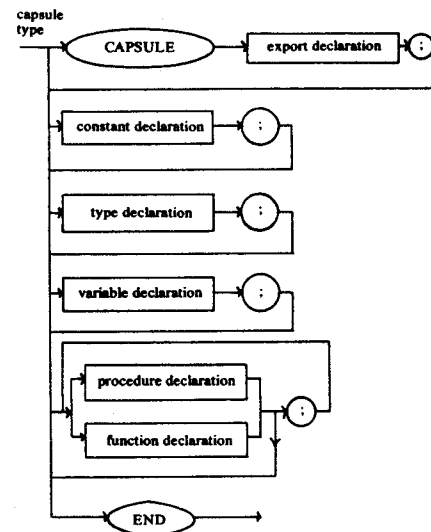 capsule
type
CAPSULE
export declaration
;
constant declaration
;
type declaration
;
variable declaration
;
procedure declaration
;
function declaration
END